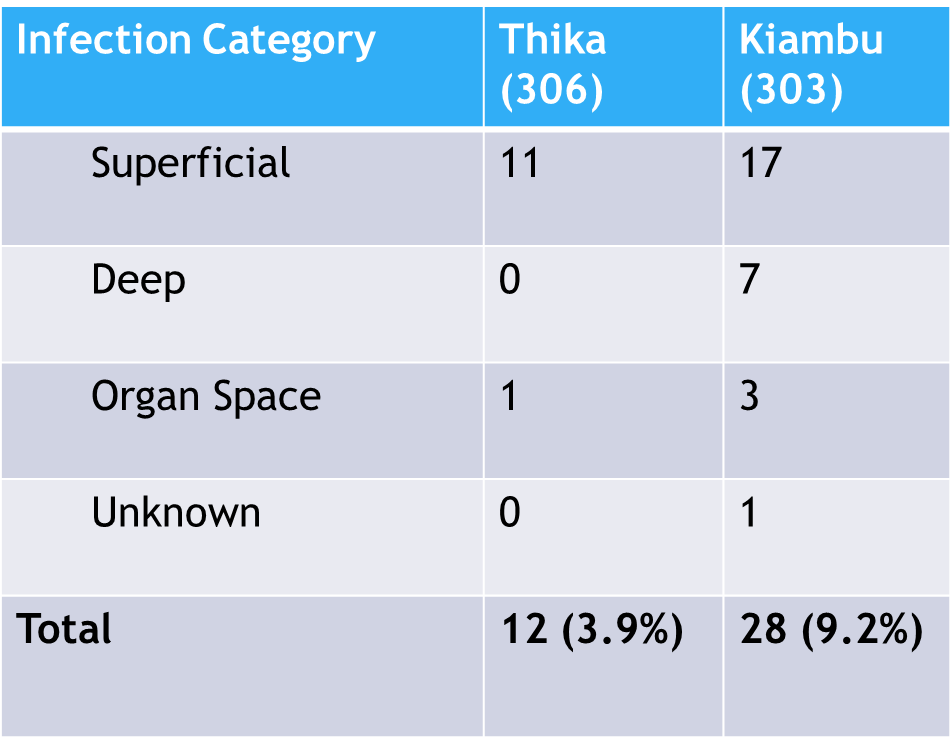 Infection Category Thika (306) Kiambu (303)
Superficial 11 17
Deep 0 7
Organ Space 1 3
Unknown 0 1
Total 12 (3.9%) 28 (9.2%)